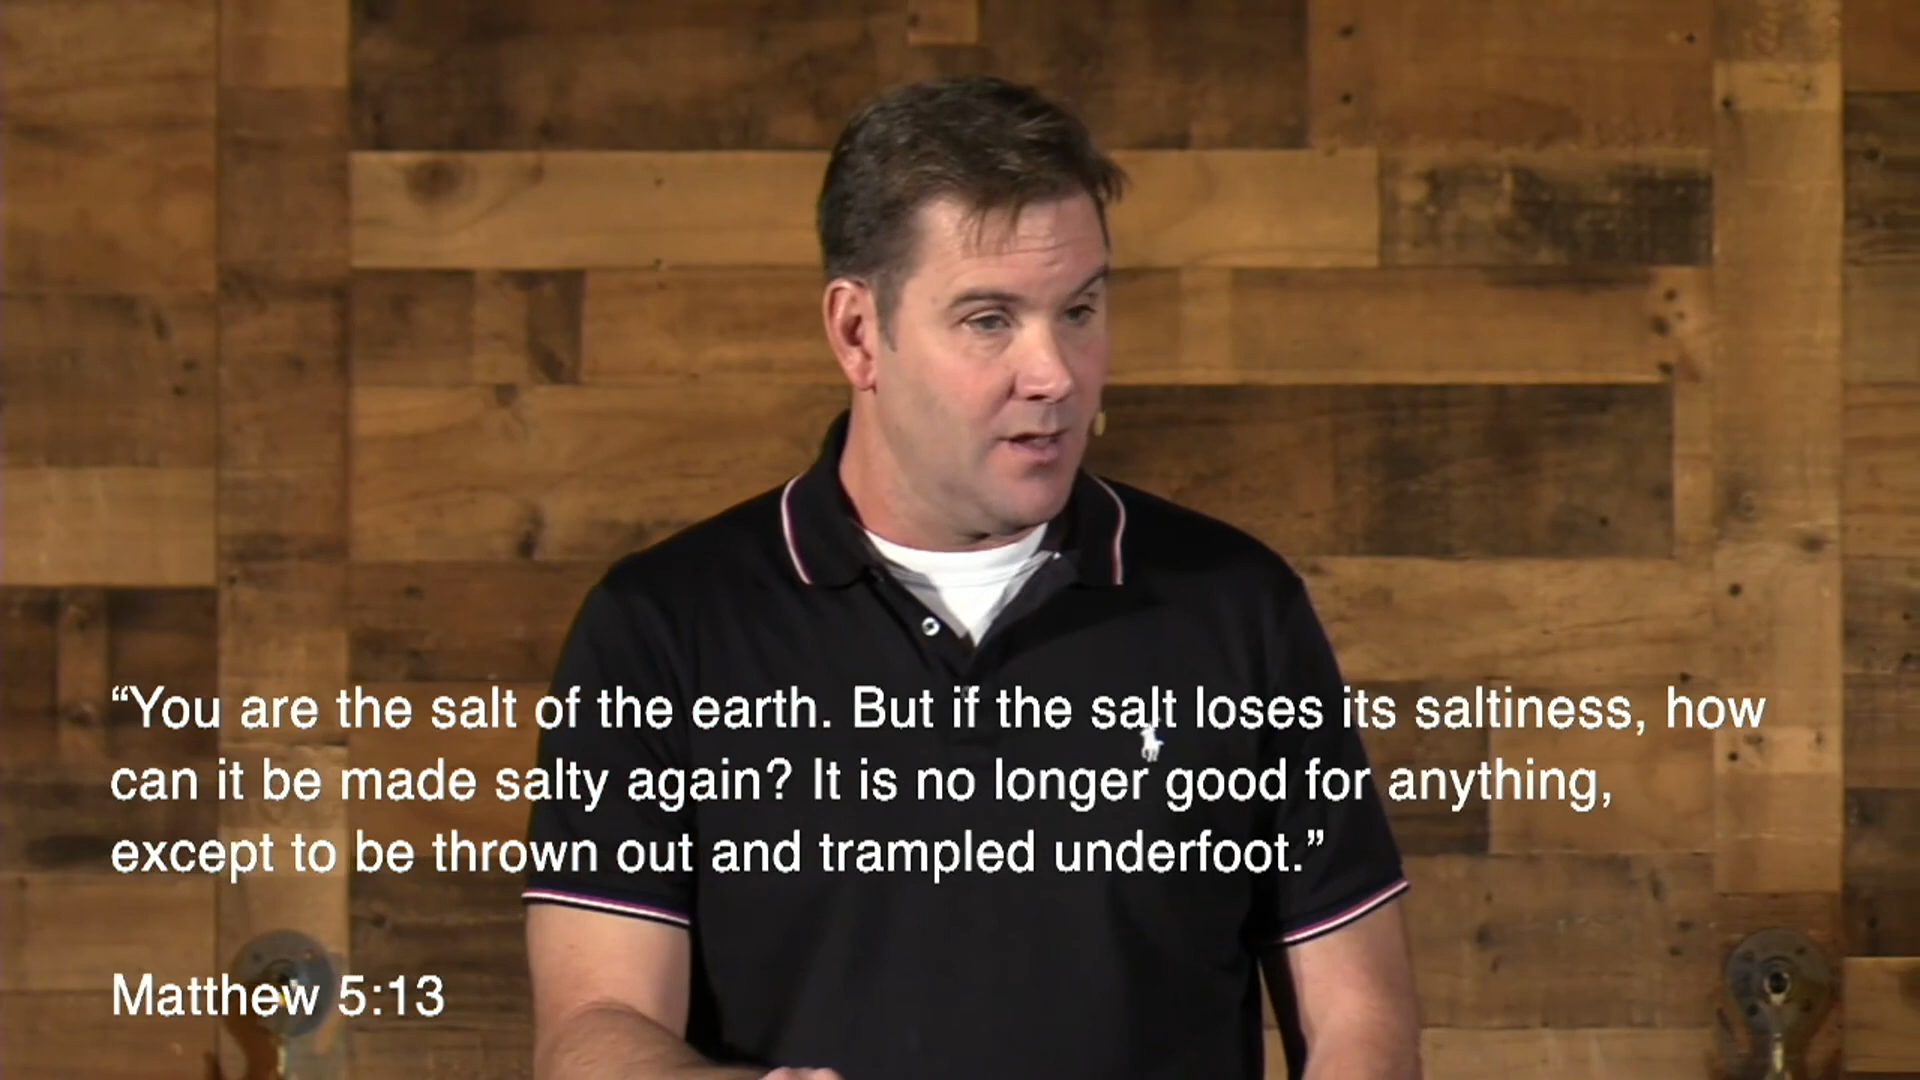 “You are the salt of the earth. But if the salt loses its saltiness, how
can it be made salty again? It is no longer good for anything,
except to be thrown out and trampled underfoot.”
Matthew 5:13